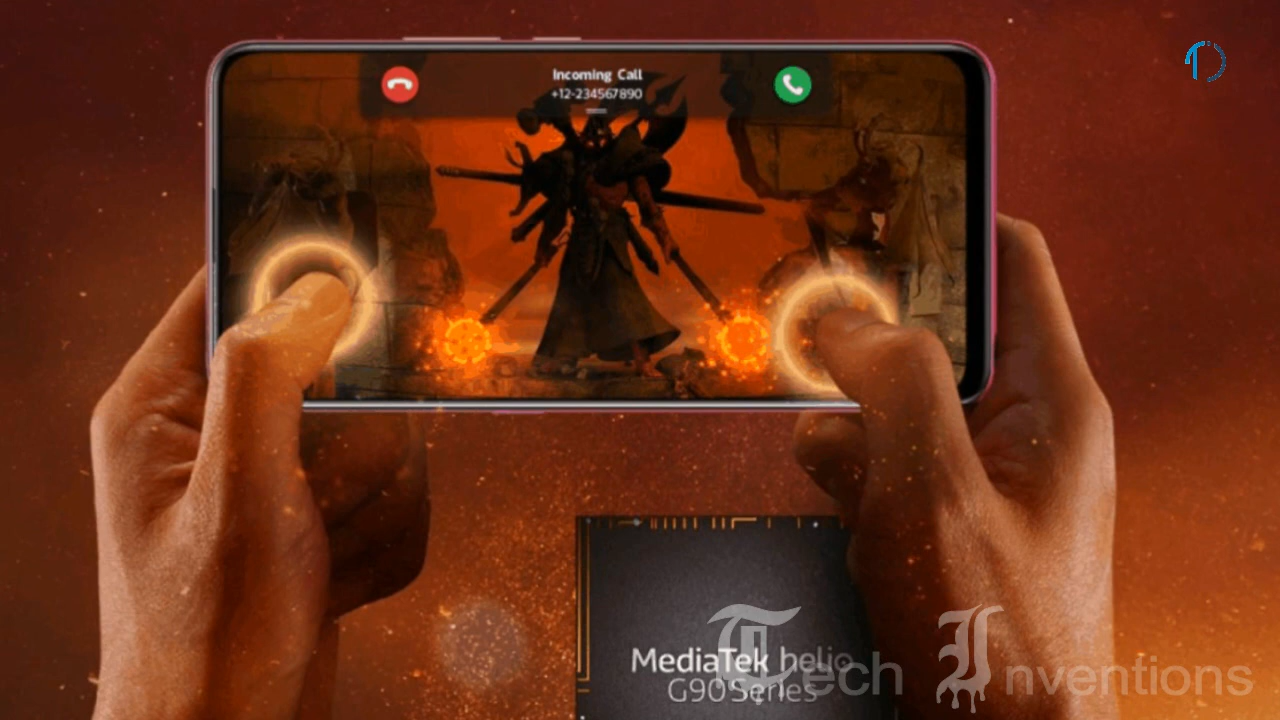 Incoming Call
+12-234567890
MediaTek helio
G90 Series
Tech Inventions